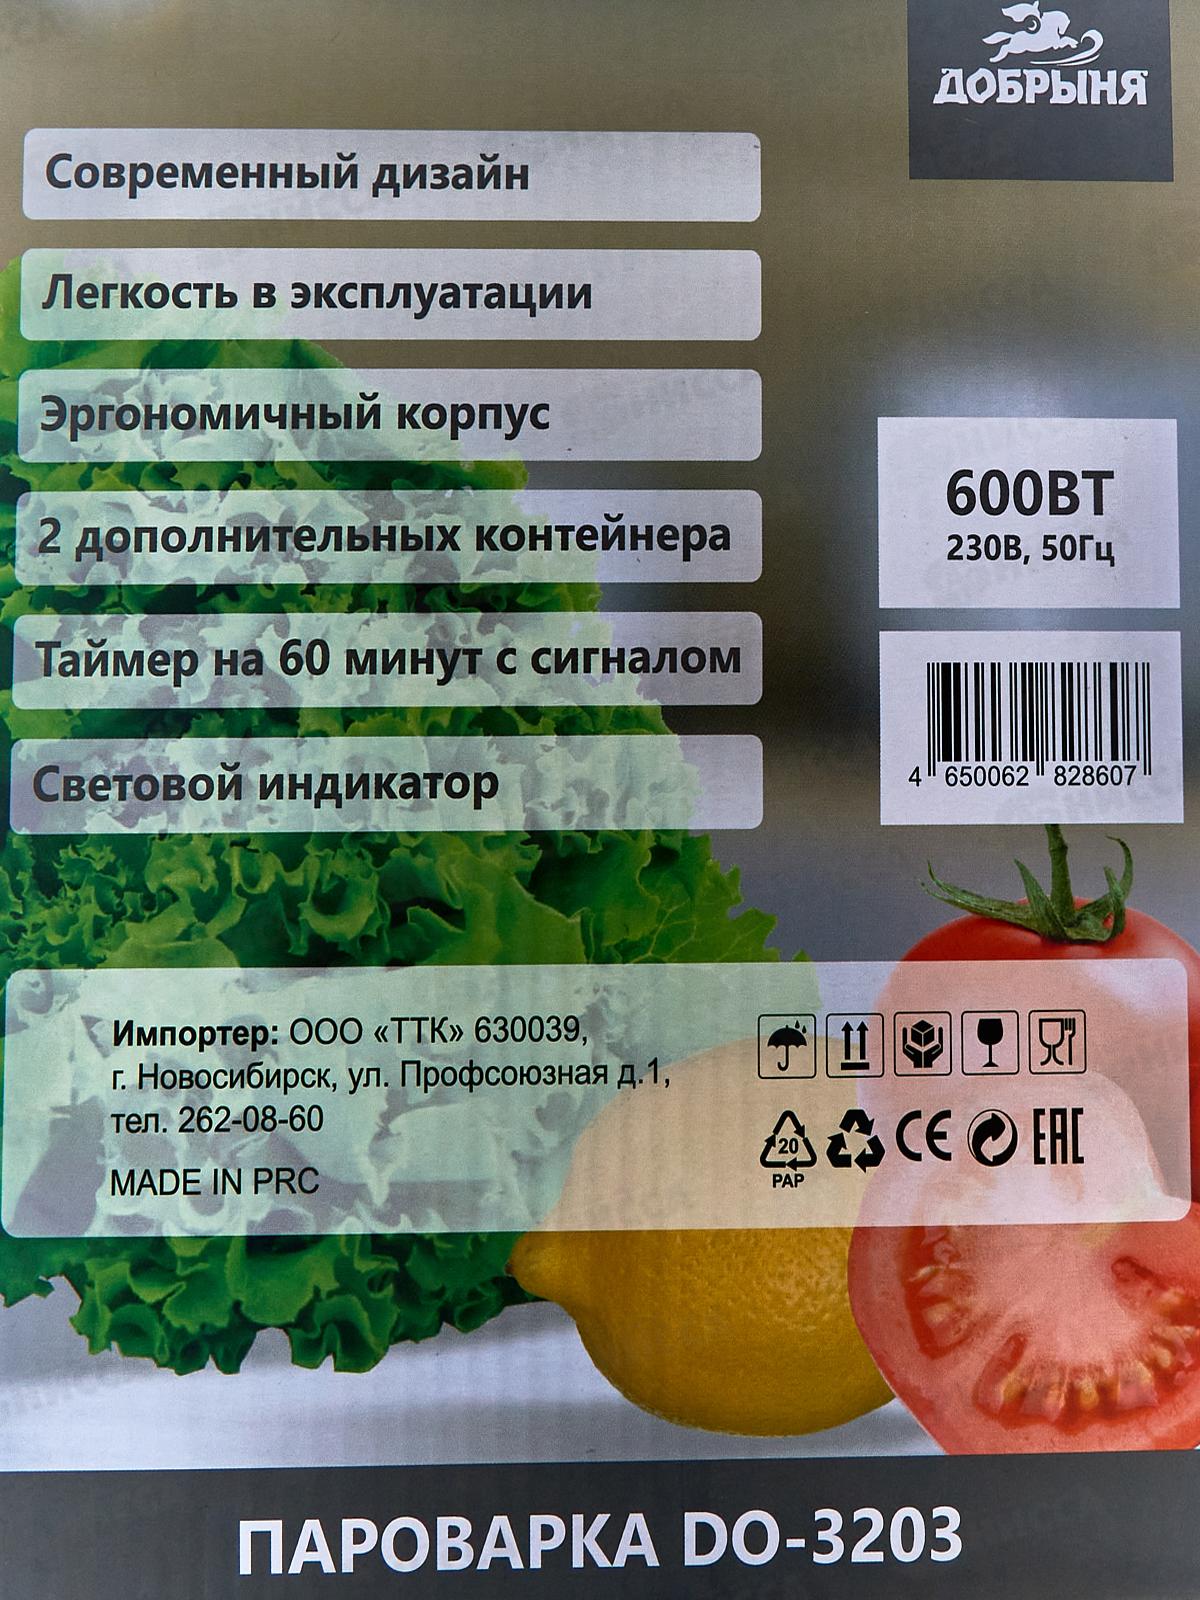 ДОБРЫНЯ
Современный дизайн
Легкость в эксплуатации
Эргономичный корпус
2 дополнительных контейнера
Таймер на 60 минут с сигналом
Световой индикатор
600ВТ
230В, 50Гц
4 650062 828607
Импортер: ООО «ТТК» 630039,
г. Новосибирск, ул. Профсоюзная д.1,
тел. 262-08-60
MADE IN PRC
20
PAP
CE
EAC
ПАРОВАРКА DO-3203